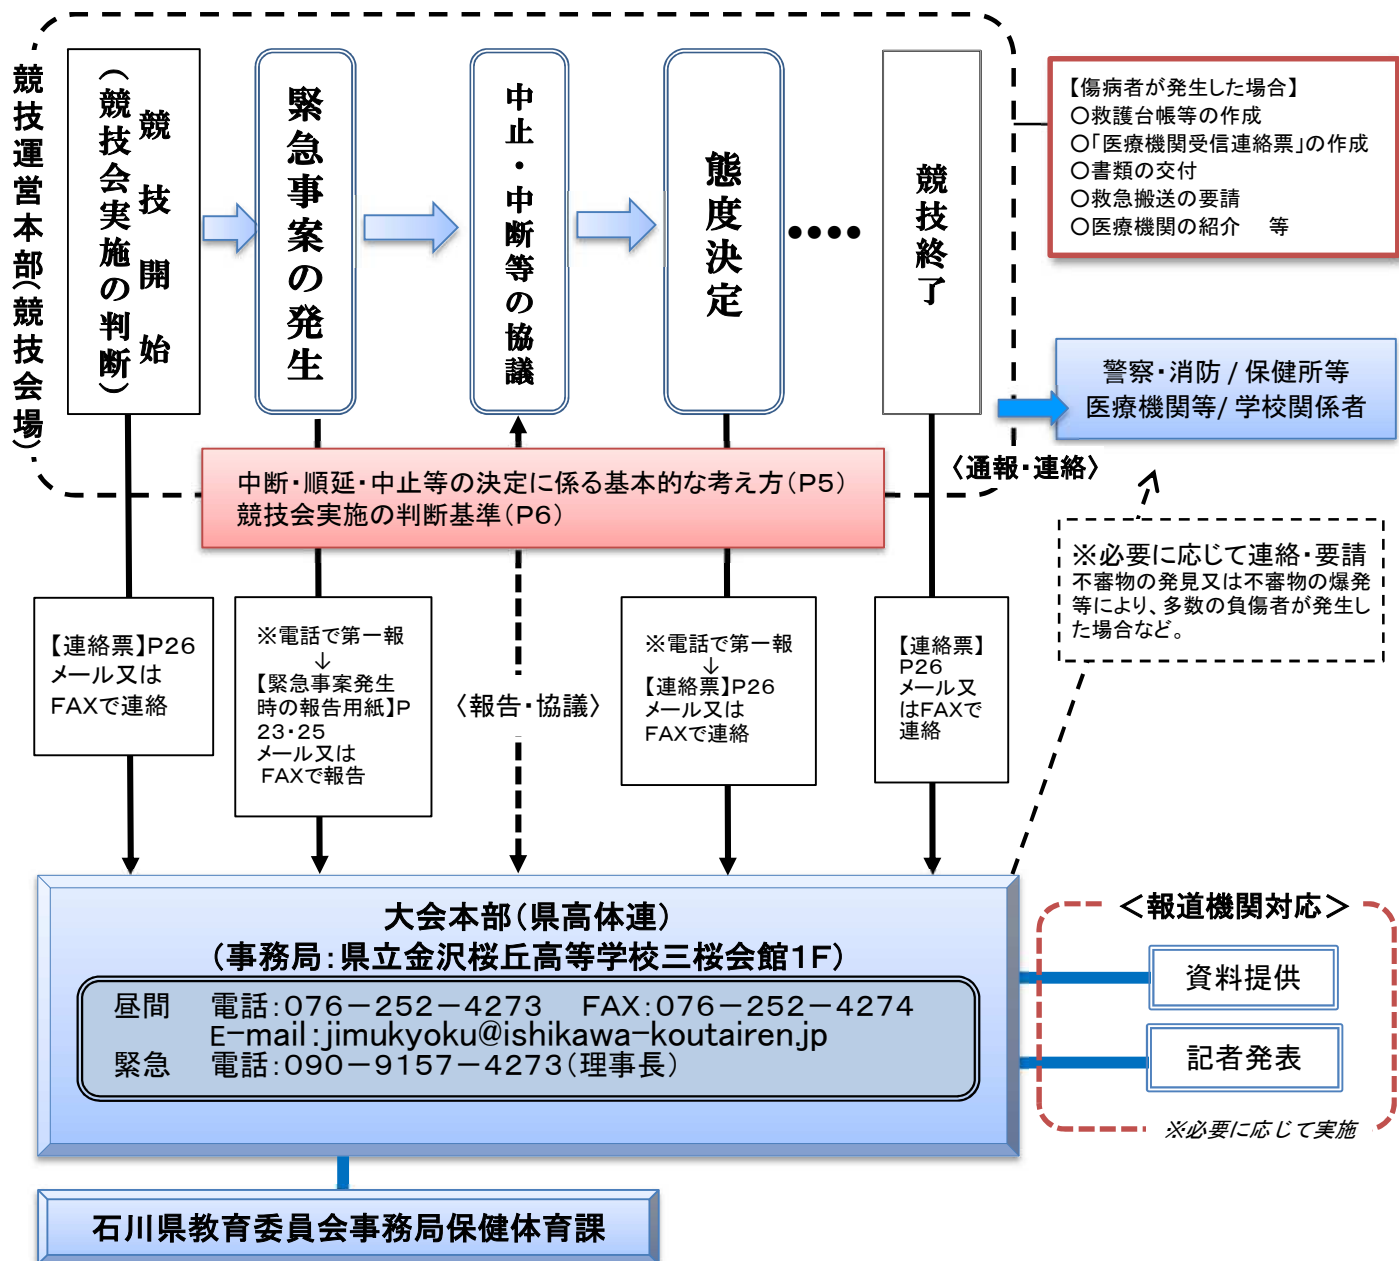 競技運営本部(競技会場)
競技開始
(競技会実施の判断)
緊急事案の発生
中止・中断等の協議
態度決定
••••
競技終了
【傷病者が発生した場合】
○救護台帳等の作成
○「医療機関受信連絡票」の作成
○書類の交付
○救急搬送の要請
○医療機関の紹介　等
警察・消防 / 保健所等
医療機関等/ 学校関係者
〈通報・連絡〉
中断・順延・中止等の決定に係る基本的な考え方(P5)
競技会実施の判断基準(P6)
※必要に応じて連絡・要請
不審物の発見又は不審物の爆発
等により、多数の負傷者が発生し
た場合など。
【連絡票】P26
メール又は
FAXで連絡
※電話で第一報
↓
【緊急事案発生
時の報告用紙】P
23・25
メール又は
FAXで報告
〈報告・協議〉
※電話で第一報
↓
【連絡票】P26
メール又は
FAXで連絡
【連絡票】
P26
メール又
はFAXで
連絡
大会本部(県高体連)
(事務局:県立金沢桜丘高等学校三桜会館1F)
昼間　電話:076-252-4273　FAX:076-252-4274
E-mail:jimukyoku@ishikawa-koutairen.jp
緊急　電話:090-9157-4273(理事長)
＜報道機関対応＞
資料提供
記者発表
※必要に応じて実施
石川県教育委員会事務局保健体育課